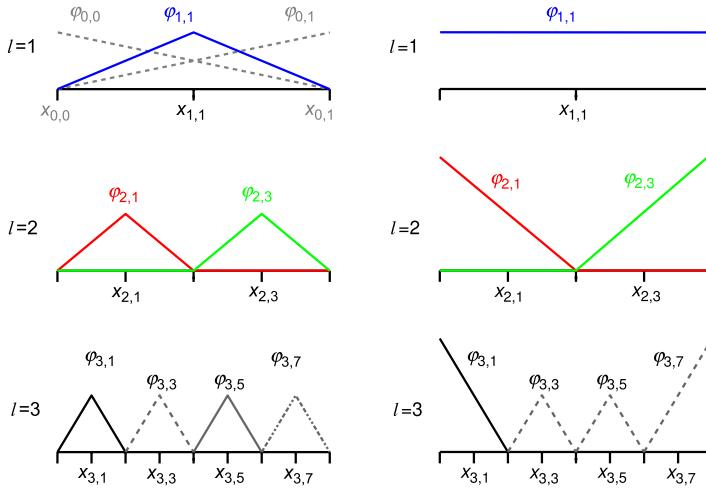 φ0,0 φ1,1 φ0,1 φ1,1
l=1 l=1
x0,0 x1,1 x0,1 x1,1
φ2,1 φ2,3 φ2,1 φ2,3
l=2 l=2
x2,1 x2,3 x2,1 x2,3
φ3,1 φ3,3 φ3,5 φ3,7 φ3,1 φ3,3 φ3,5 φ3,7
l=3 l=3
x3,1 x3,3 x3,5 x3,7 x3,1 x3,3 x3,5 x3,7